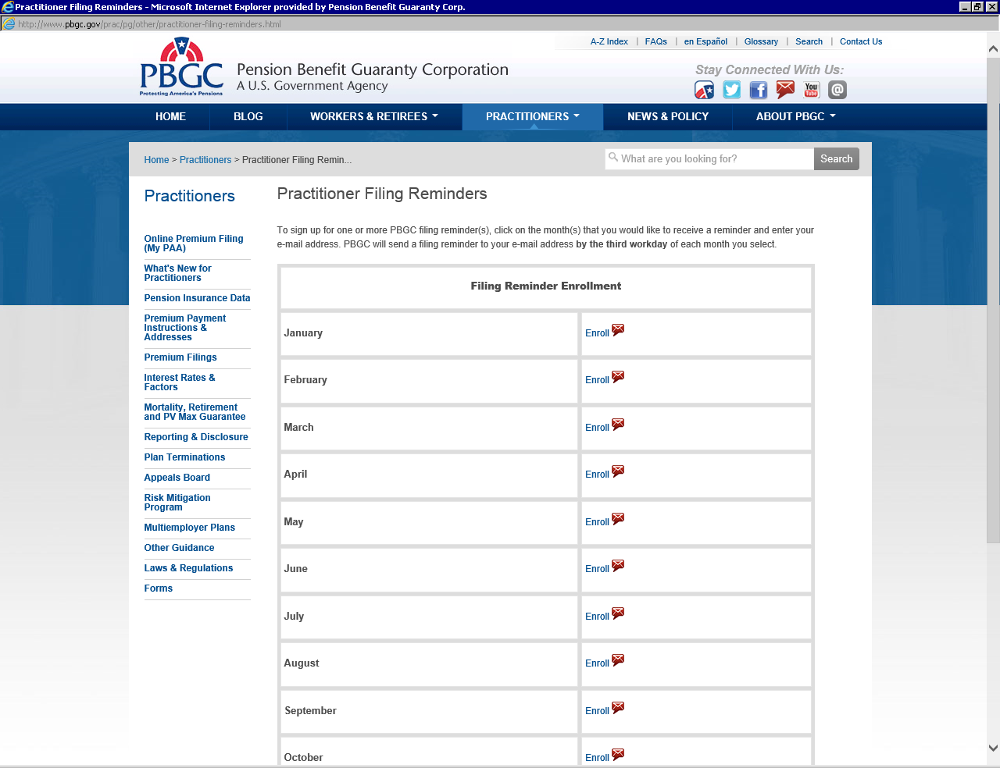 Practitioner Filing Reminders - Microsoft Internet Explorer provided by Pension Benefit Guaranty Corp.
http://www.pbgc.gov/prac/pg/other/practitioner-filing-reminders.html
A-Z Index | FAQs | en Español | Glossary | Search | Contact Us
PBGC
Protecting America's Pensions
Pension Benefit Guaranty Corporation
A U.S. Government Agency
Stay Connected With Us:
You
Tube
@
HOME BLOG WORKERS & RETIREES PRACTITIONERS NEWS & POLICY ABOUT PBGC
Home > Practitioners > Practitioner Filing Remin...
What are you looking for? Search
Practitioners
Online Premium Filing
(My PAA)
What's New for
Practitioners
Pension Insurance Data
Premium Payment
Instructions &
Addresses
Premium Filings
Interest Rates &
Factors
Mortality, Retirement
and PV Max Guarantee
Reporting & Disclosure
Plan Terminations
Appeals Board
Risk Mitigation
Program
Multiemployer Plans
Other Guidance
Laws & Regulations
Forms
Practitioner Filing Reminders
To sign up for one or more PBGC filing reminder(s), click on the month(s) that you would like to receive a reminder and enter your
e-mail address. PBGC will send a filing reminder to your e-mail address by the third workday of each month you select.
Filing Reminder Enrollment
January Enroll
February Enroll
March Enroll
April Enroll
May Enroll
June Enroll
July Enroll
August Enroll
September Enroll
October Enroll